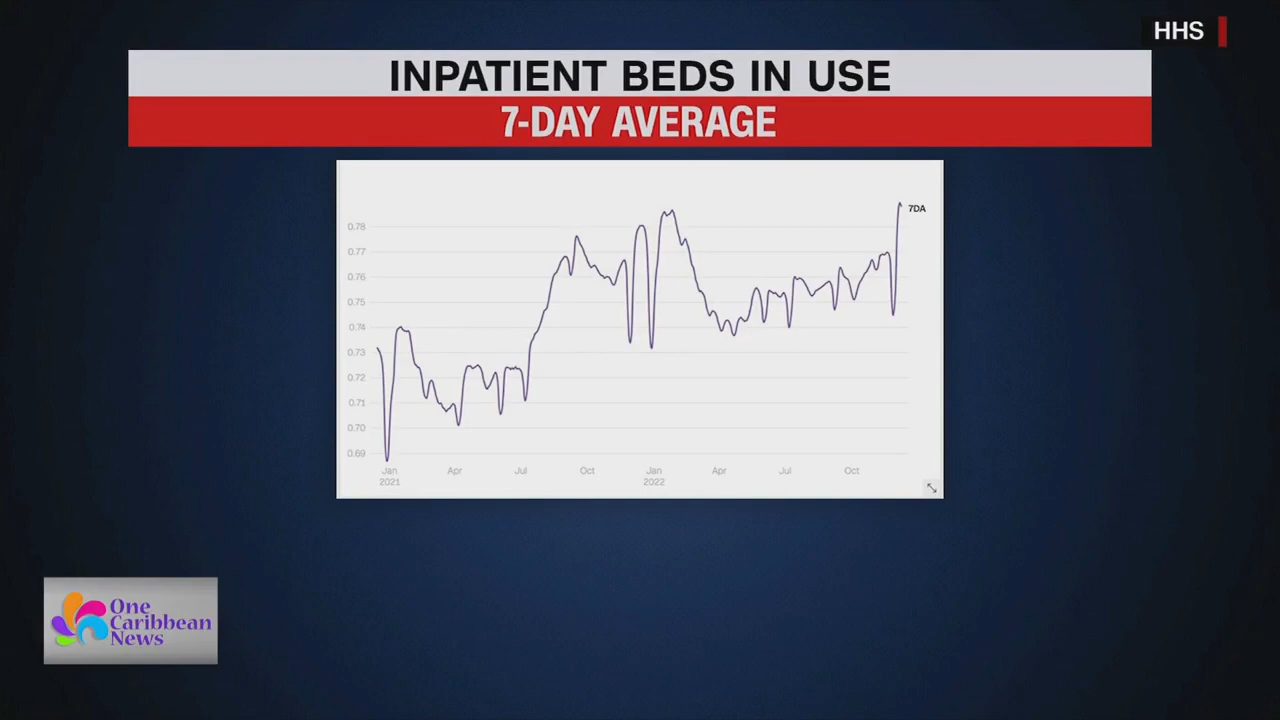 HHS
INPATIENT BEDS IN USE
7-DAY AVERAGE
7DA
0.78
0.77
0.76
0.75
0.74
0.73
0.72
0.71
0.70
0.69
Jan Apr Jul Oct Jan Apr Jul Oct
2021 2022
One
Caribbean
News